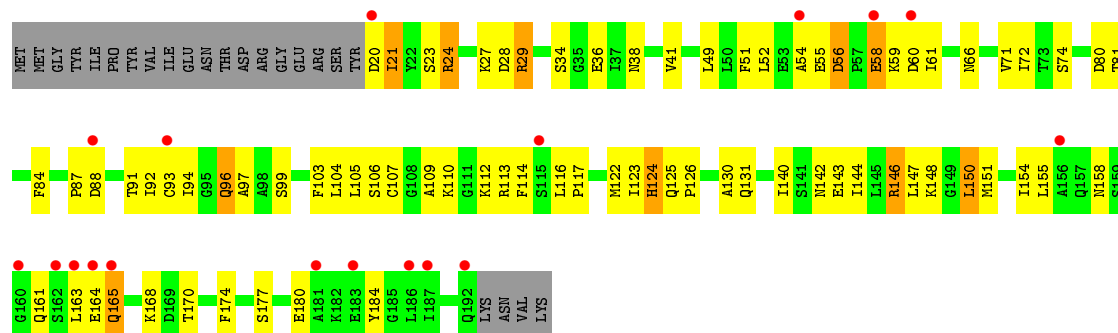 MET MET GLY TYR ILE PRO TYR VAL ILE GLU ASN THR ASP ARG GLY GLU ARG SER TYR D20 I21 Y22 S23 R24 K27 D28 R29 S34 G35 E36 I37 N38 V41 L49 L50 F51 L52 E53 A54 E55 D56 P57 E58 K59 D60 I61 N66 V71 I72 T73 S74 D80 T81
F84 P87 D88 T91 I92 C93 I94 G95 Q96 A97 A98 S99 F103 L104 L105 S106 C107 G108 A109 K110 G111 K112 R113 F114 S115 L116 P117 M122 I123 H124 Q125 P126 A130 Q131 I140 S141 N142 E143 I144 L145 R146 L147 K148 G149 L150 M151 I154 L155 A156 Q157 N158 S159
G160 Q161 S162 L163 E164 Q165 K168 D169 T170 F174 S177 E180 A181 K182 E183 Y184 G185 L186 I187 Q192 LYS ASN VAL LYS